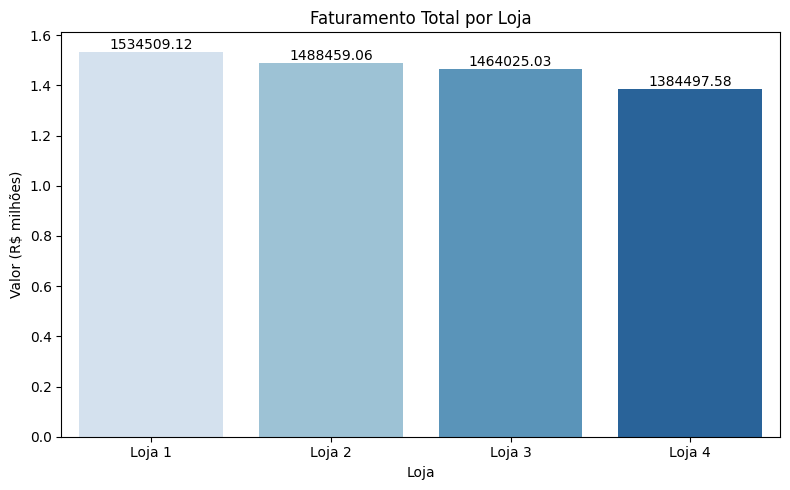 Faturamento Total por Loja
1534509.12
1488459.06
1464025.03
1384497.58
Valor (R$ milhões)
1.6
1.4
1.2
1.0
0.8
0.6
0.4
0.2
0.0
Loja 1
Loja 2
Loja 3
Loja 4
Loja